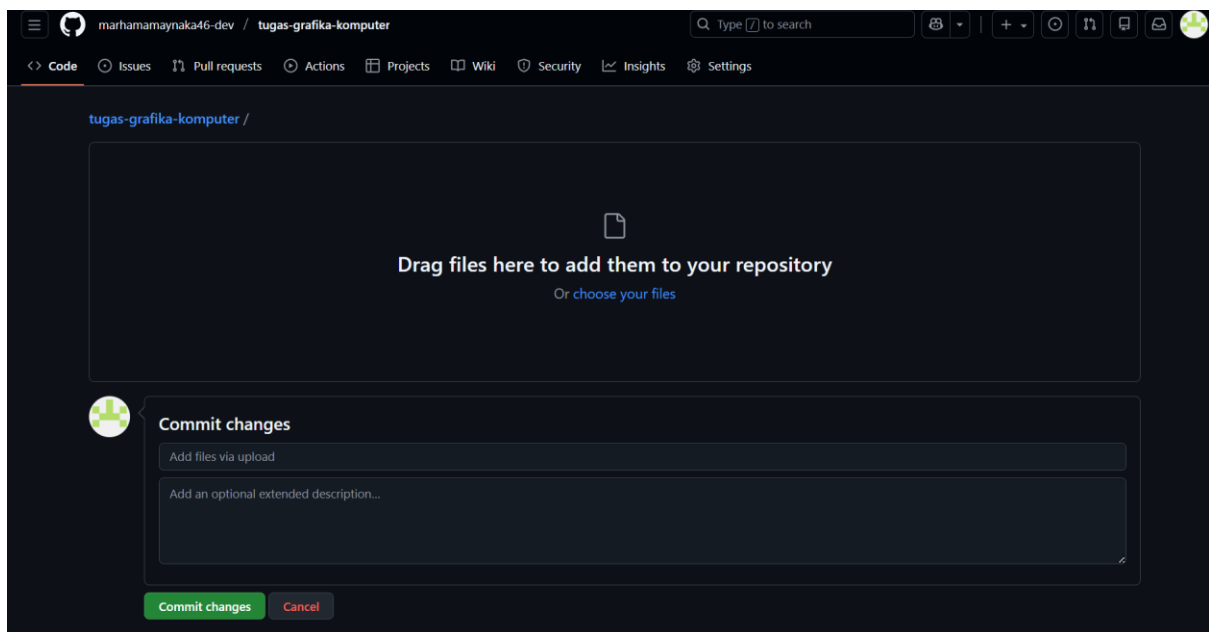 marhamamaynaka46-dev / tugas-grafika-komputer Type / to search
Code Issues Pull requests Actions Projects Wiki Security Insights Settings
tugas-grafika-komputer /
Drag files here to add them to your repository
Or choose your files
Commit changes
Add files via upload
Add an optional extended description...
Commit changes Cancel